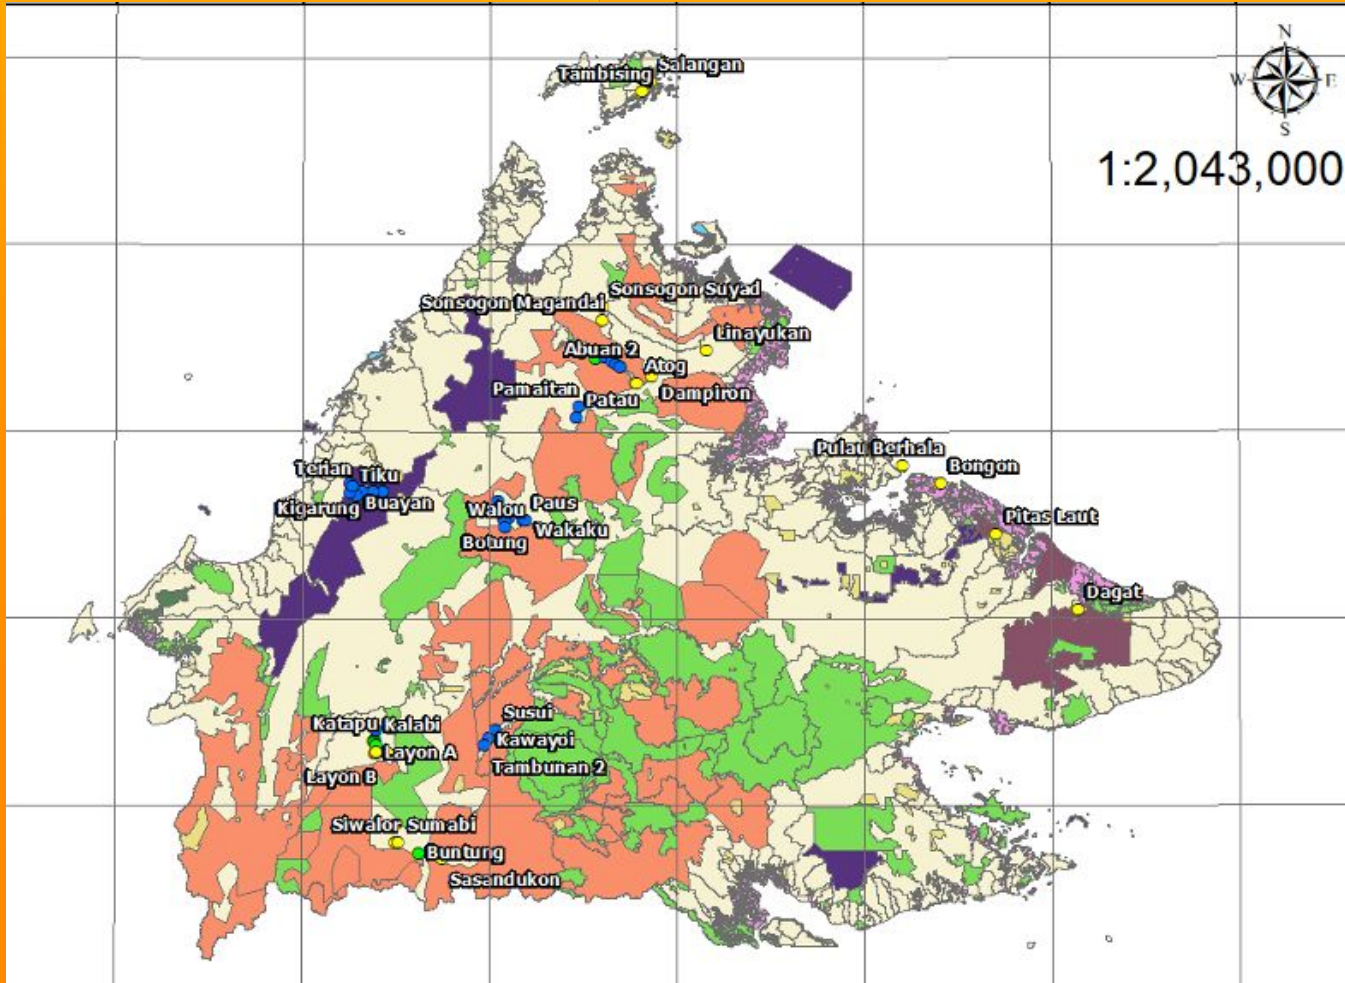 N
W E
S
1:2,043,000
Salangan
Tambising
Sonsogon Suyad
Sonsogon Magandai
Linayukan
Abuan 2
Atog
Pamaitan
Dampiron
Patau
Pulau Berhala
Bongon
Terian
Tiku
Kigarung
Buayan
Walou
Paus
Wakaku
Botung
Pitas Laut
Dagat
Susui
Katapu
Kalabi
Kawayoi
Layon A
Tambunan 2
Layon B
Siwalor
Sumabi
Buntung
Sasandukon